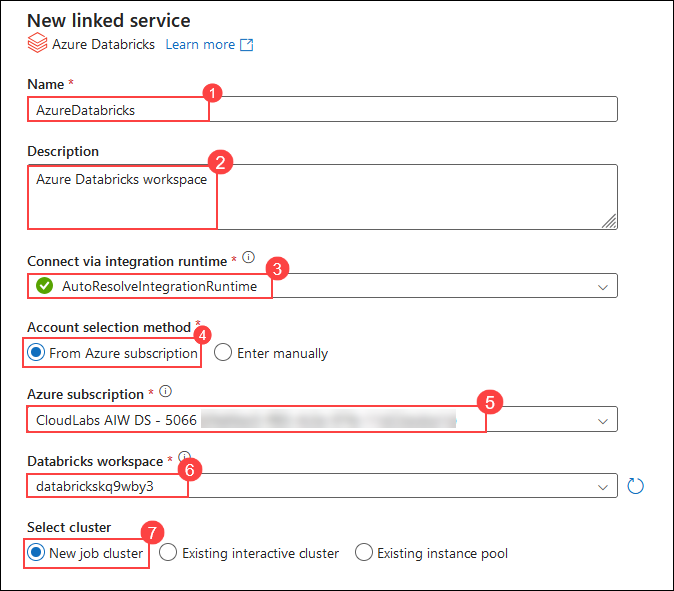 New linked service
Azure Databricks Learn more
Name *
1
AzureDatabricks
Description
2
Azure Databricks workspace
Connect via integration runtime *
3
AutoResolveIntegrationRuntime
Account selection method *
4
From Azure subscription Enter manually
Azure subscription *
5
CloudLabs AIW DS - 5066
Databricks workspace *
6
databrickskq9wby3
Select cluster
7
New job cluster Existing interactive cluster Existing instance pool